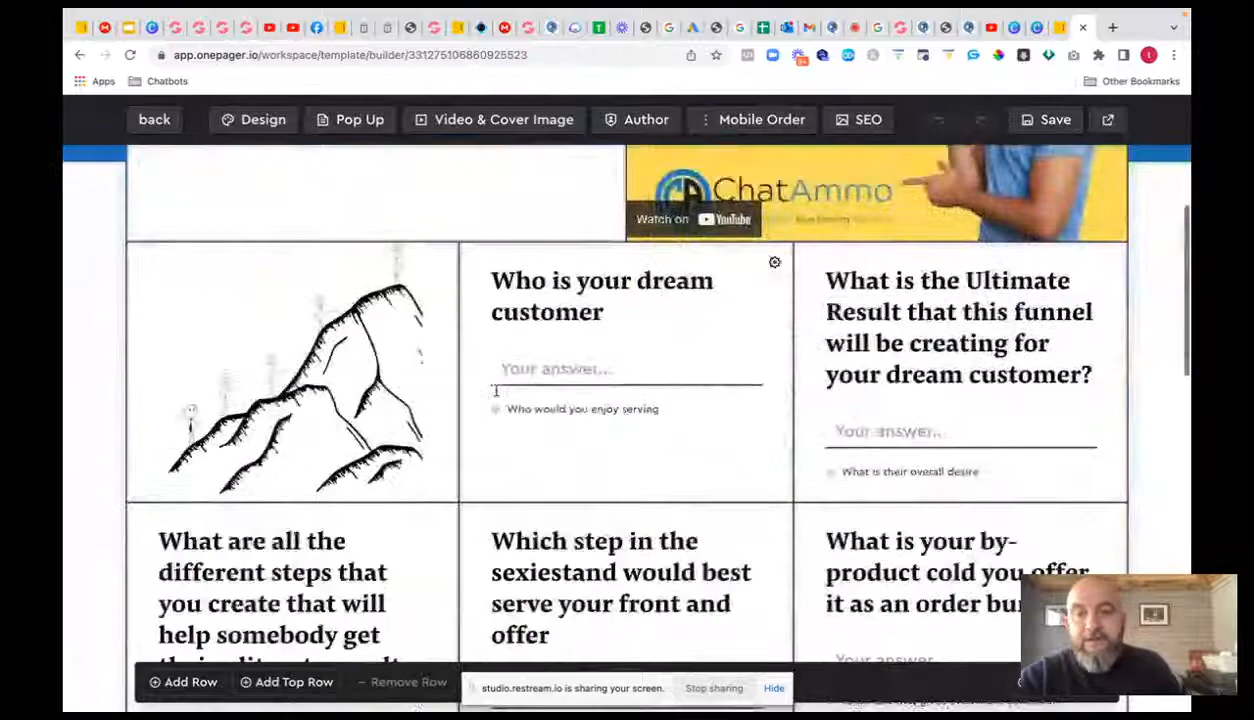 app.onepager.io/workspace/template/builder/331275106860925523
Apps
Chatbots
Other Bookmarks
back
Design
Pop Up
Video & Cover Image
Author
Mobile Order
SEO
Save
ChatAmmo
Watch on YouTube
Who is your dream
customer
Your answer...
Who would you enjoy serving
What is the Ultimate
Result that this funnel
will be creating for
your dream customer?
Your answer...
What is their overall desire
What are all the
different steps that
you create that will
help somebody get
Which step in the
sexiestand would best
serve your front and
offer
What is your by-
product cold you offer
it as an order
Your answer
Add Row
Add Top Row
Remove Row
studio.restream.io is sharing your screen.
Stop sharing
Hide